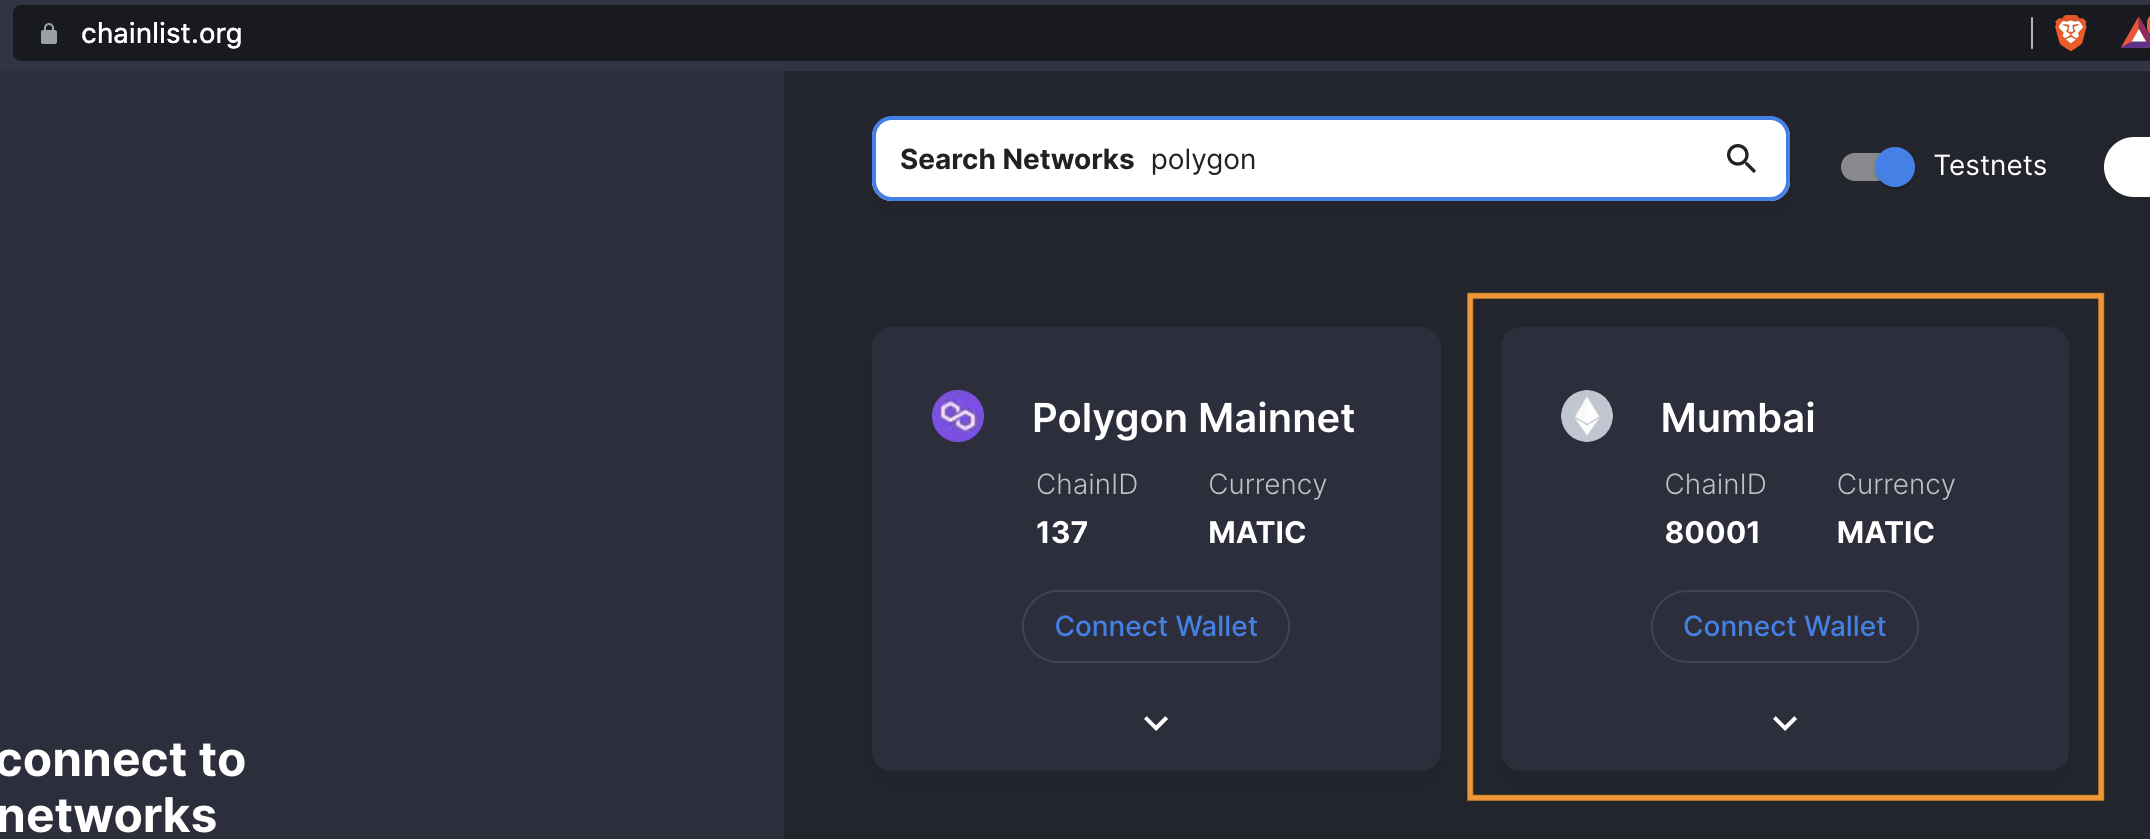 chainlist.org
Search Networks polygon
Testnets
Polygon Mainnet
ChainID Currency
137 MATIC
Connect Wallet
Mumbai
ChainID Currency
80001 MATIC
Connect Wallet
connect to
networks